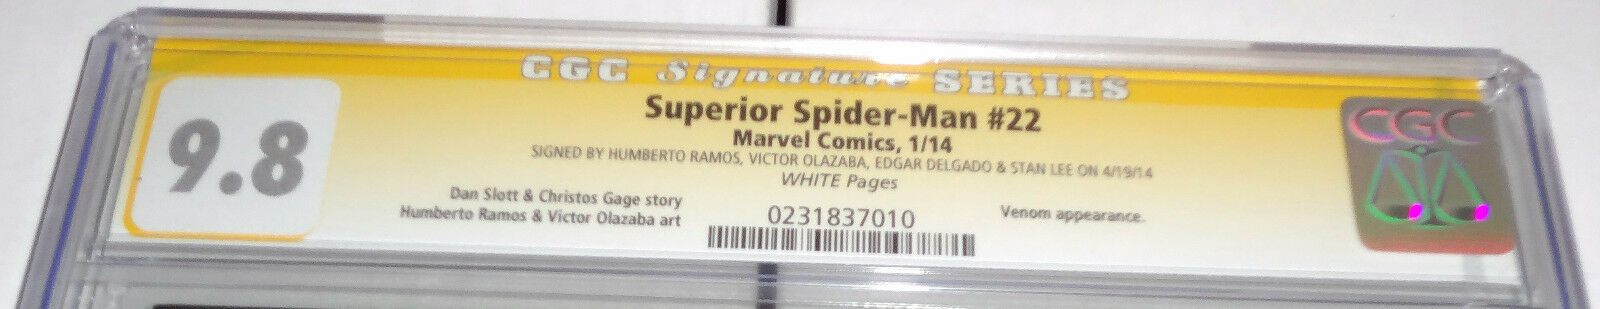 CGC Signature SERIES
9.8
Superior Spider-Man #22
Marvel Comics, 1/14
SIGNED BY HUMBERTO RAMOS, VICTOR OLAZABA, EDGAR DELGADO & STAN LEE ON 4/19/14
WHITE Pages
Dan Slott & Christos Gage story
Humberto Ramos & Victor Olazaba art
0231837010
Venom appearance.
CGC